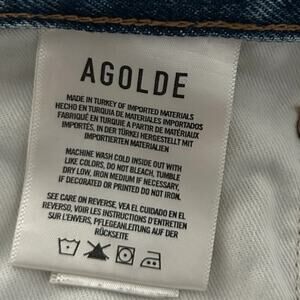 AGOLDE
MADE IN TURKEY OF IMPORTED MATERIALS
HECHO EN TURQUIA DE MATERIALES IMPORTADOS
FABRIQUÉ EN TURQUIE A PARTIR DE MATÉRIAUX
IMPORTÉS, IN DER TÜRKEI HERGESTELLT MIT
IMPORTIERTEN MATERIALIEN
MACHINE WASH COLD INSIDE OUT WITH
LIKE COLORS, DO NOT BLEACH, TUMBLE
DRY LOW, IRON MEDIUM IF NECESSARY,
IF DECORATED OR PRINTED DO NOT IRON.
SEE CARE ON REVERSE, VEA EL CUIDADO EN EL
REVERSO, VOIR LES INSTRUCTIONS D'ENTRETIEN
SUR L'ENVERS, PFLEGEANLEITUNG AUF DER
RÜCKSEITE